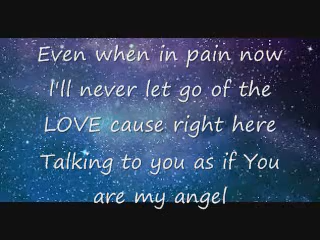 Even when in pain now
I'll never let go of the
LOVE cause right here
Talking to you as if You
are my angel